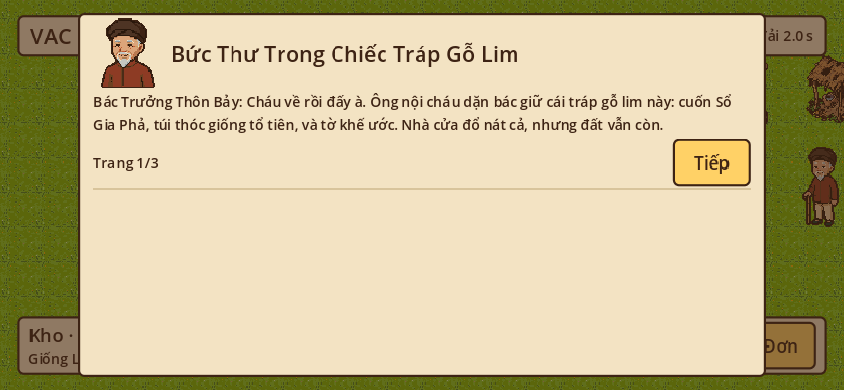 VAC
Bức Thư Trong Chiếc Tráp Gỗ Lim
Tải 2.0 s
Bác Trưởng Thôn Bảy: Cháu về rồi đấy à. Ông nội cháu dặn bác giữ cái tráp gỗ lim này: cuốn Sổ
Gia Phả, túi thóc giống tổ tiên, và tờ khế ước. Nhà cửa đổ nát cả, nhưng đất vẫn còn.
Trang 1/3
Tiếp
Kho ·
Giống
Đơn